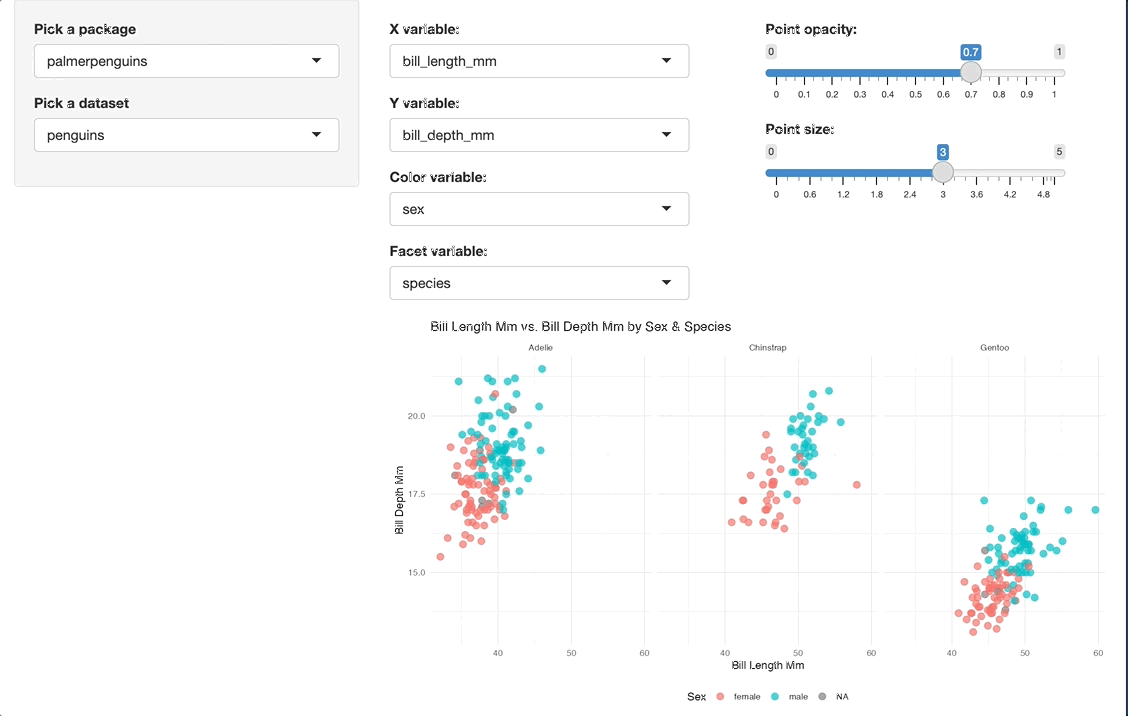 Pick a package
palmerpenguins
Pick a dataset
penguins
X variable:
bill_length_mm
Y variable:
bill_depth_mm
Color variable:
sex
Facet variable:
species
Point opacity:
0 0.7 1
0 0.1 0.2 0.3 0.4 0.5 0.6 0.7 0.8 0.9 1
Point size:
0 3 5
0 0.6 1.2 1.8 2.4 3 3.6 4.2 4.8
Bill Length Mm vs. Bill Depth Mm by Sex & Species
Adelie Chinstrap Gentoo
20.0
17.5
15.0
Bill Depth Mm
40 50 60 40 50 60 40 50 60
Bill Length Mm
Sex female male NA